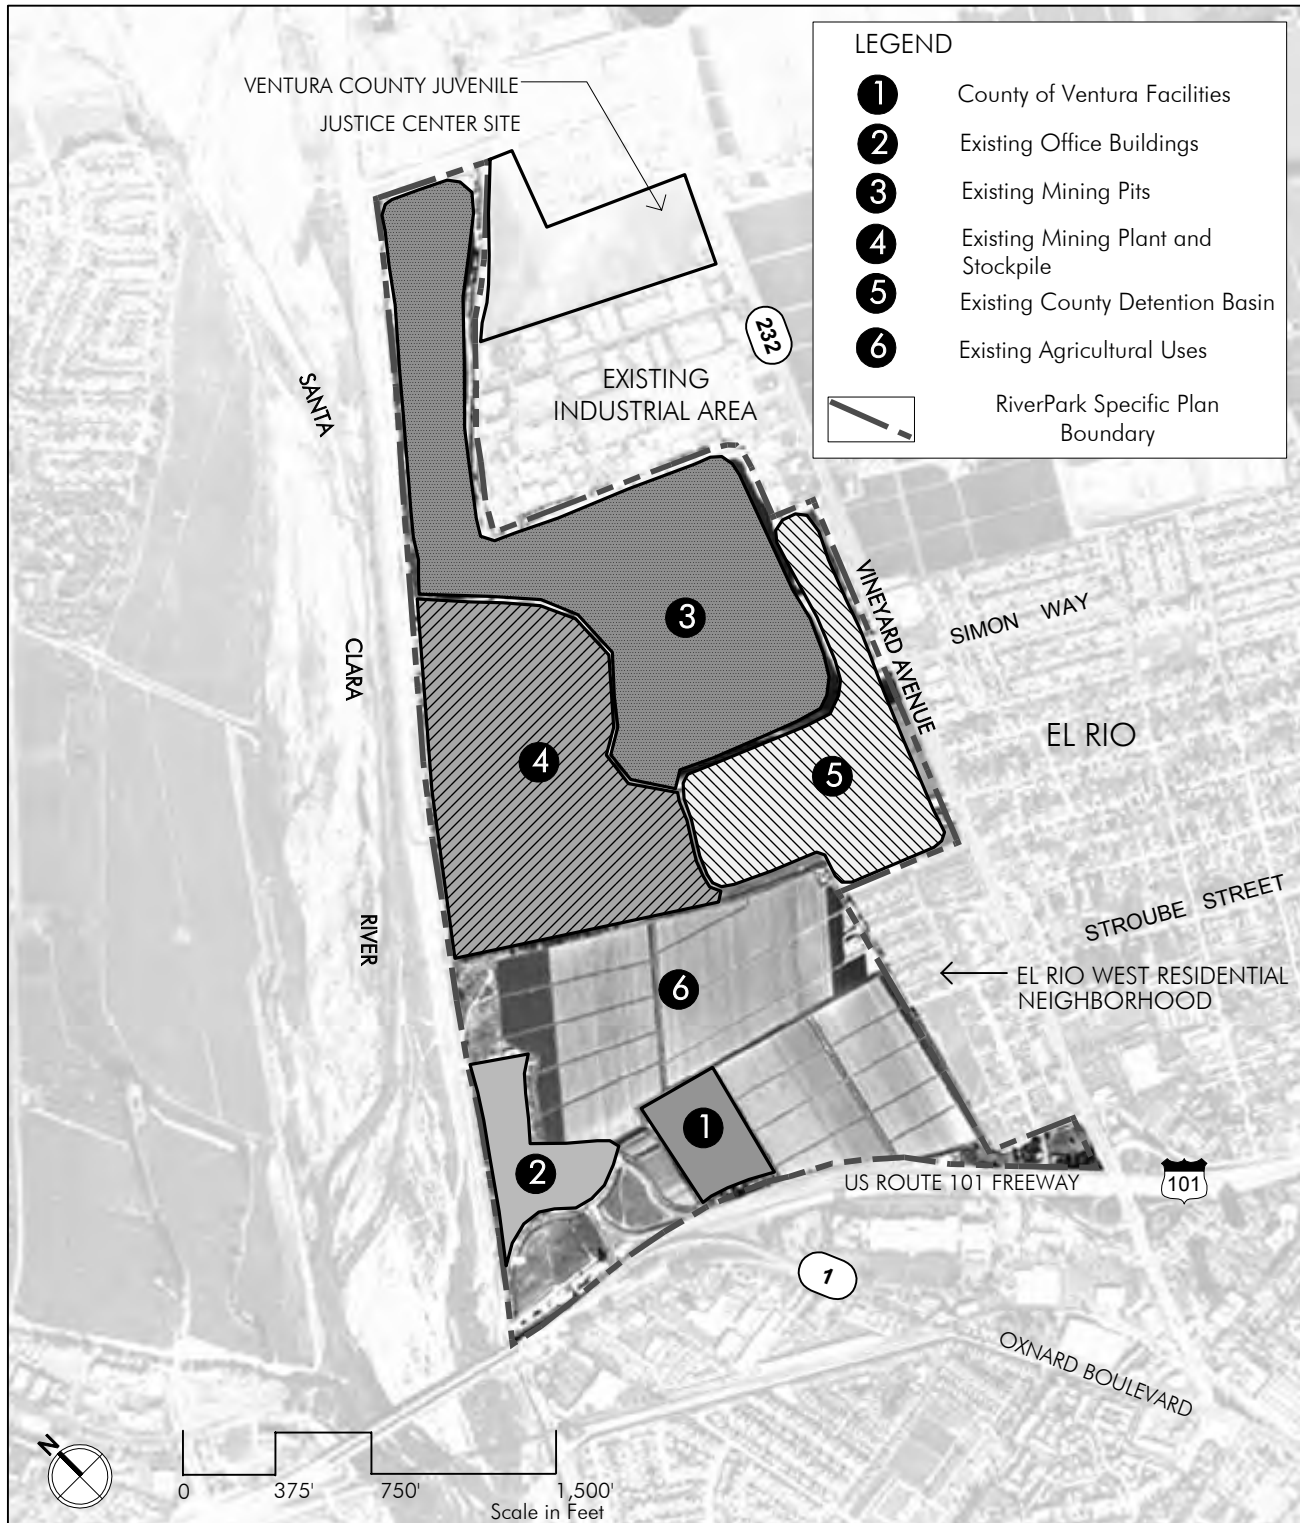 LEGEND
1 County of Ventura Facilities
2 Existing Office Buildings
3 Existing Mining Pits
4 Existing Mining Plant and
Stockpile
5 Existing County Detention Basin
6 Existing Agricultural Uses
RiverPark Specific Plan
Boundary
VENTURA COUNTY JUVENILE
JUSTICE CENTER SITE
232
EXISTING
INDUSTRIAL AREA
SANTA
CLARA
RIVER
VINEYARD AVENUE
SIMON WAY
EL RIO
3
4
5
STROUBE STREET
EL RIO WEST RESIDENTIAL
NEIGHBORHOOD
6
1
2
US ROUTE 101 FREEWAY
101
1
OXNARD BOULEVARD
N
0 375' 750' 1,500'
Scale in Feet